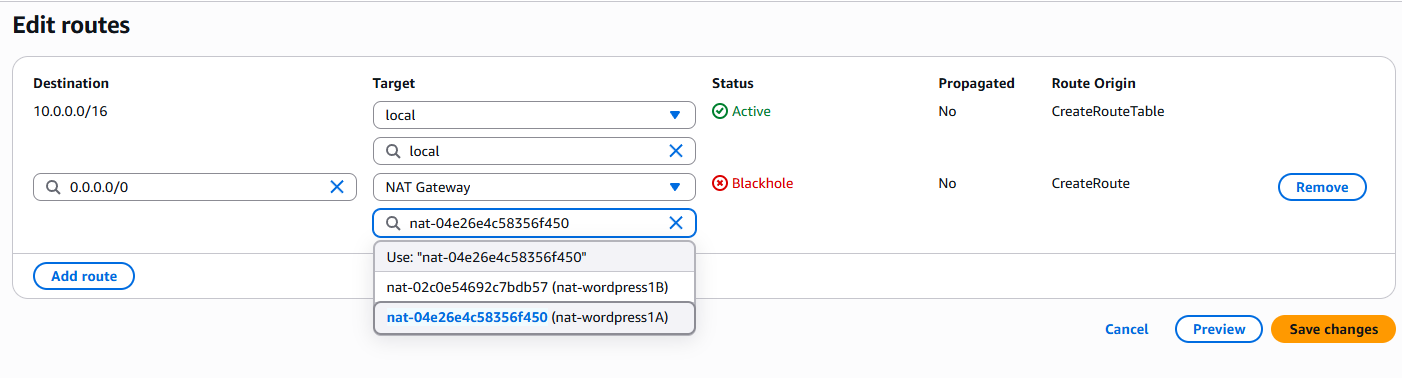 Edit routes
Destination Target Status Propagated Route Origin
10.0.0.0/16 local Active No CreateRouteTable
local
0.0.0.0/0 NAT Gateway Blackhole No CreateRoute Remove
nat-04e26e4c58356f450
Use: "nat-04e26e4c58356f450"
Add route
nat-02c0e54692c7bdb57 (nat-wordpress1B)
nat-04e26e4c58356f450 (nat-wordpress1A)
Cancel Preview Save changes